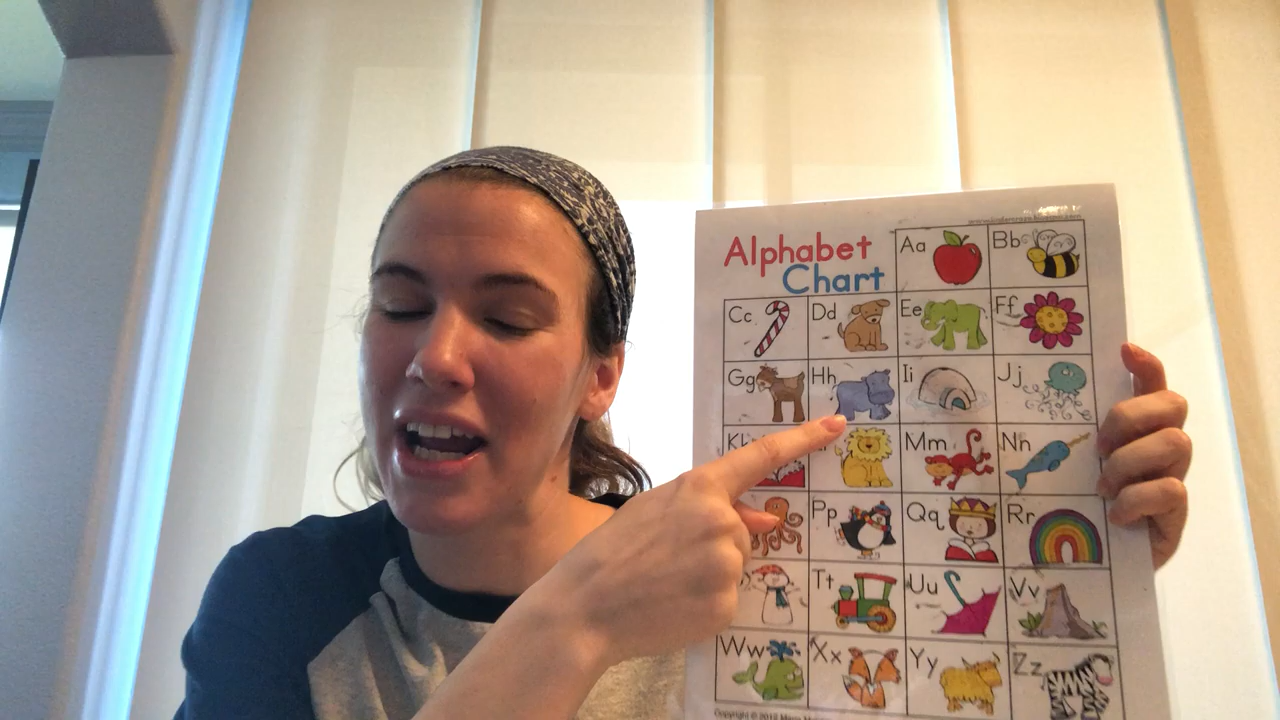 Alphabet
Chart
Aa Bb
Cc Dd Ee Ff
Gg Hh Ii Jj
Mm Nn
Pp Qq Rr
Tt Uu Vv
Ww Xx Yy Zz